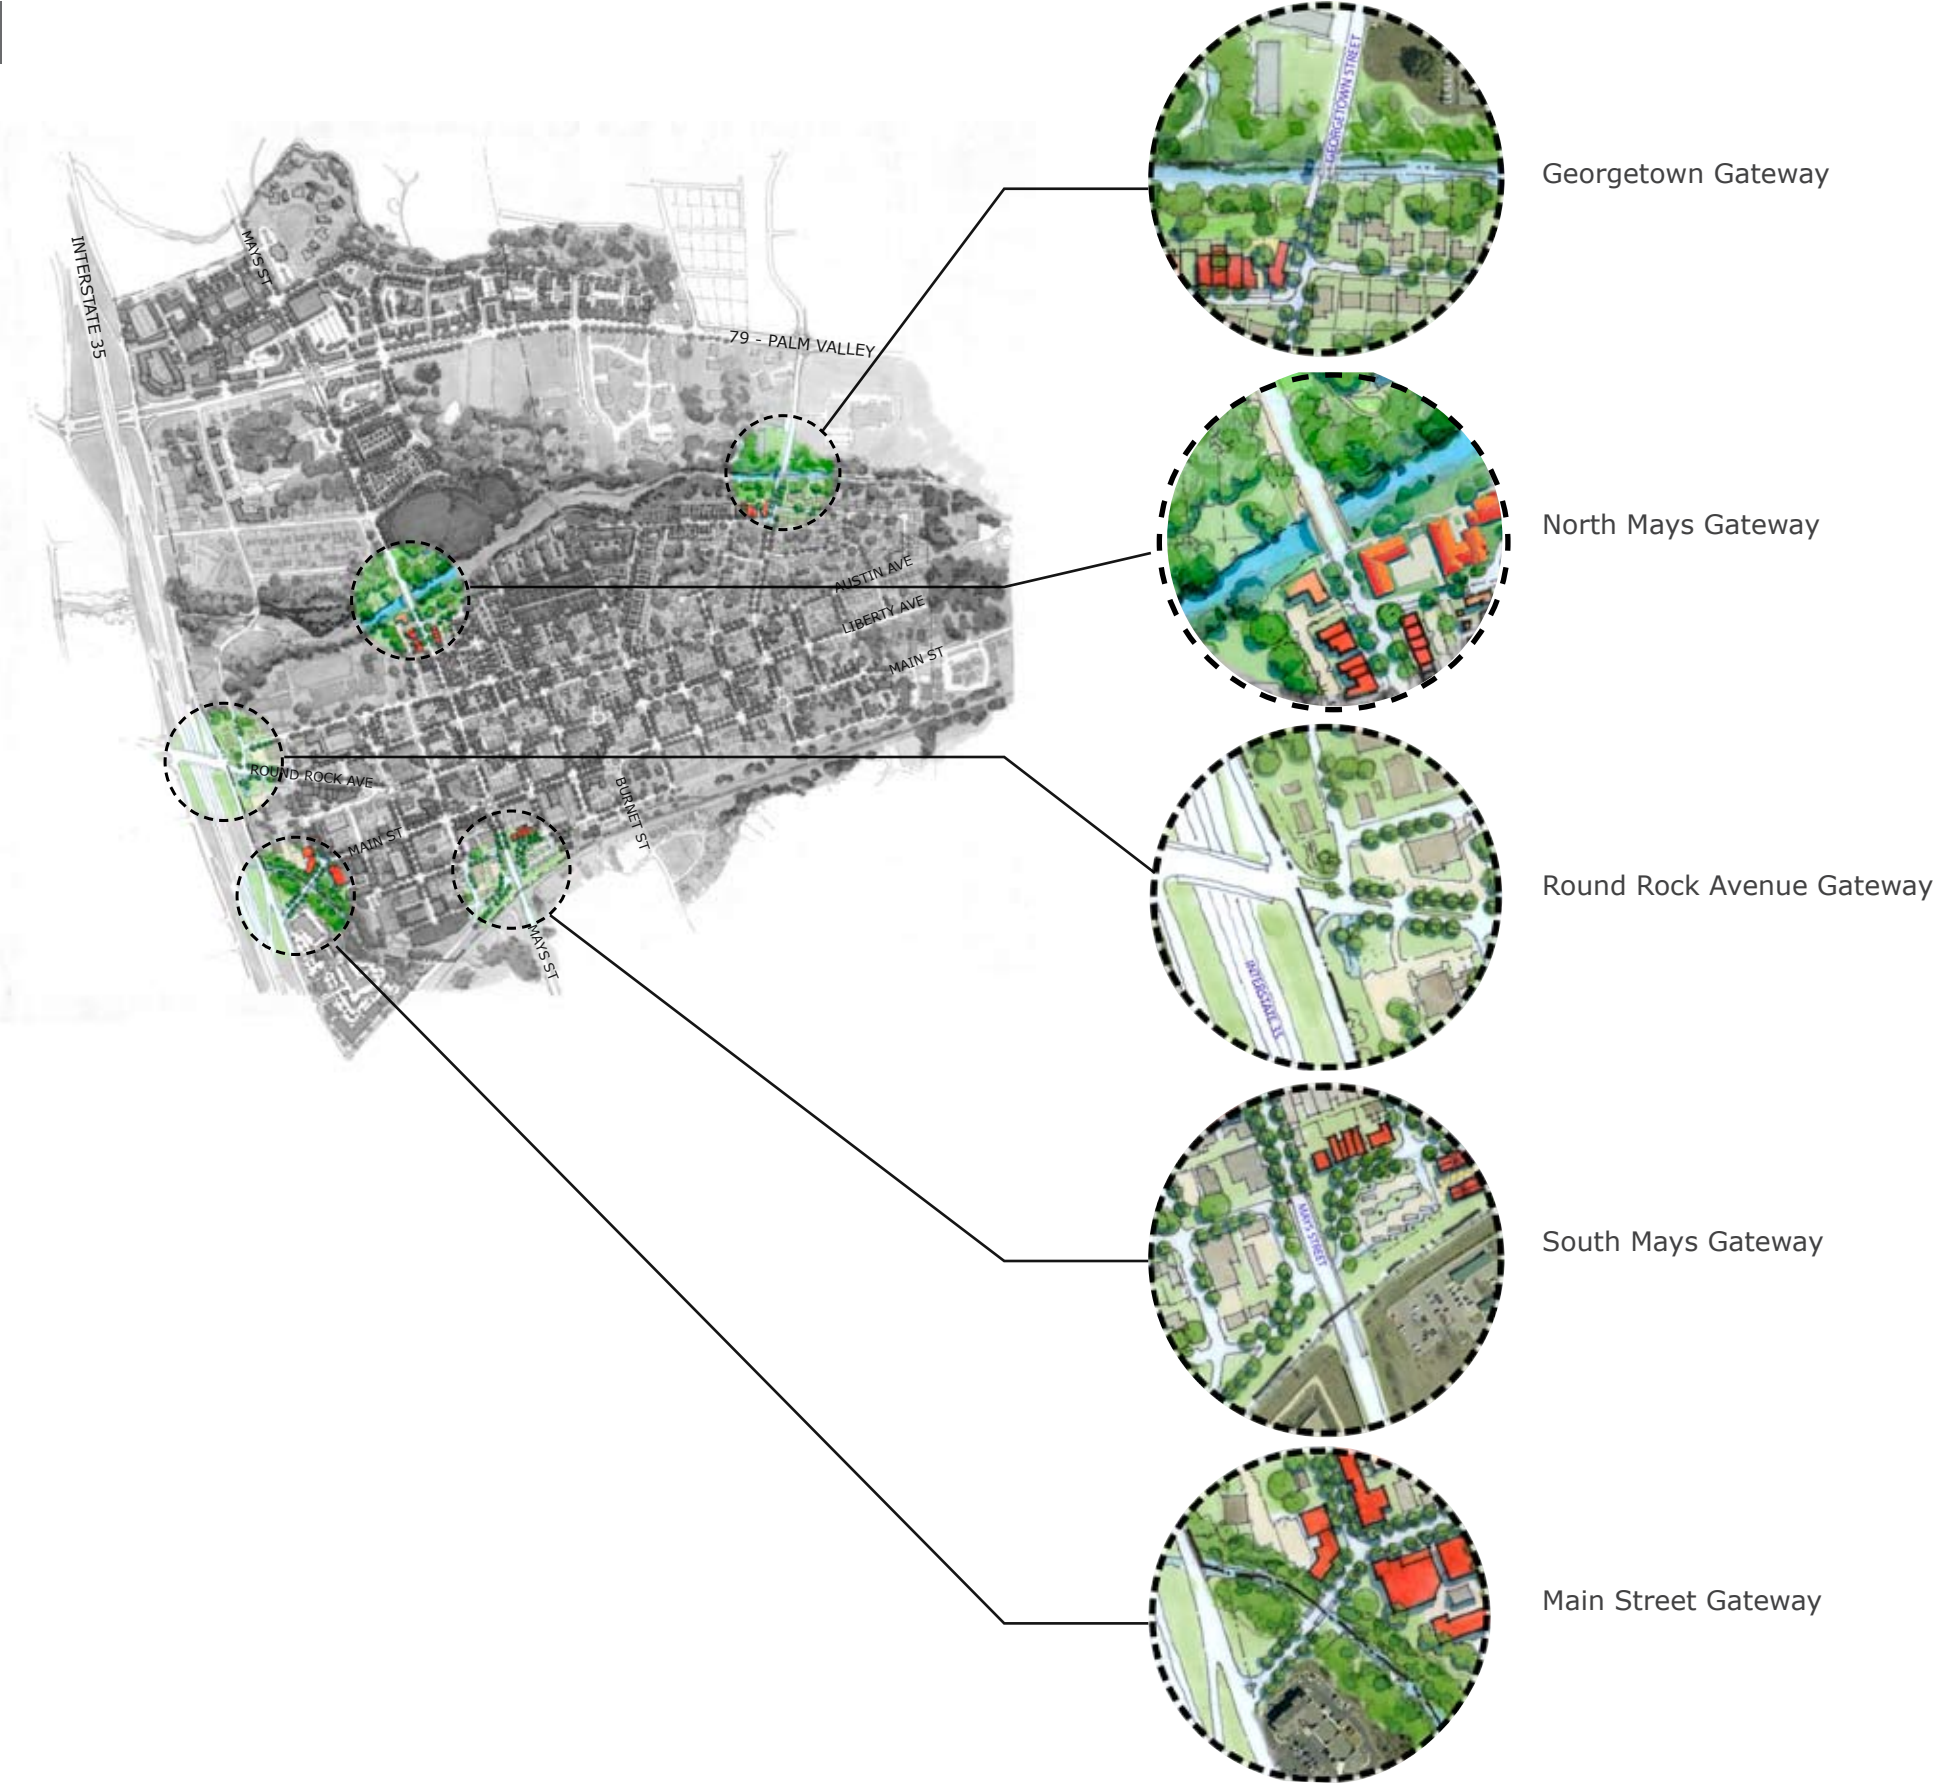 GEORGETOWN STREET
Georgetown Gateway
INTERSTATE 35
MAYS ST
79 - PALM VALLEY
North Mays Gateway
AUSTIN AVE
LIBERTY AVE
MAIN ST
ROUND ROCK AVE
BURNET ST
MAIN ST
MAYS ST
INTERSTATE 35
Round Rock Avenue Gateway
MAYS STREET
South Mays Gateway
Main Street Gateway